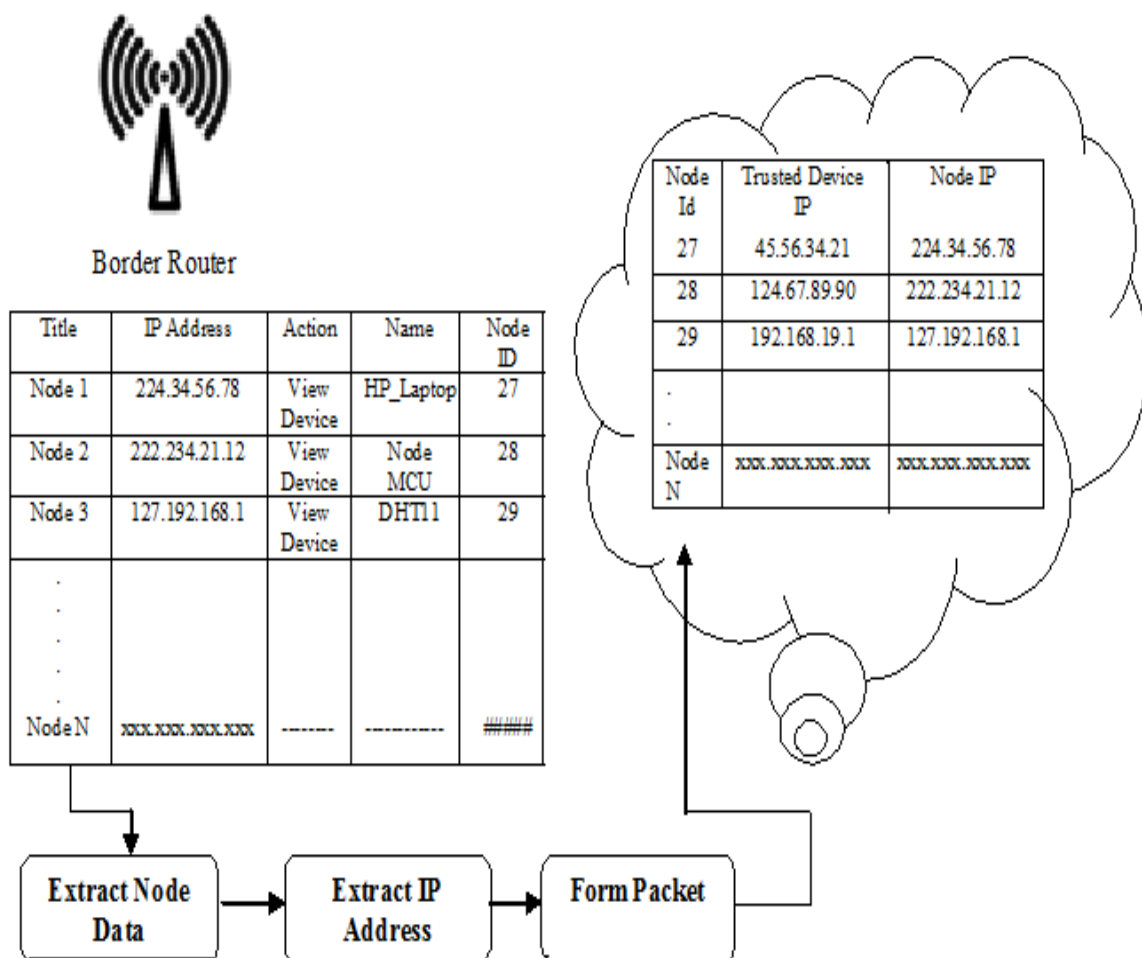 Border Router
Title IP Address Action Name Node ID
Node 1 224.34.56.78 View Device HP_Laptop 27
Node 2 222.234.21.12 View Device Node MCU 28
Node 3 127.192.168.1 View Device DHT11 29
.
.
.
.
.
Node N xxx.xxx.xxx.xxx -------- ------------ #####
Node Id Trusted Device IP Node IP
27 45.56.34.21 224.34.56.78
28 124.67.89.90 222.234.21.12
29 192.168.19.1 127.192.168.1
.
.
Node N xxx.xxx.xxx.xxx xxx.xxx.xxx.xxx
Extract Node
Data
Extract IP
Address
Form Packet